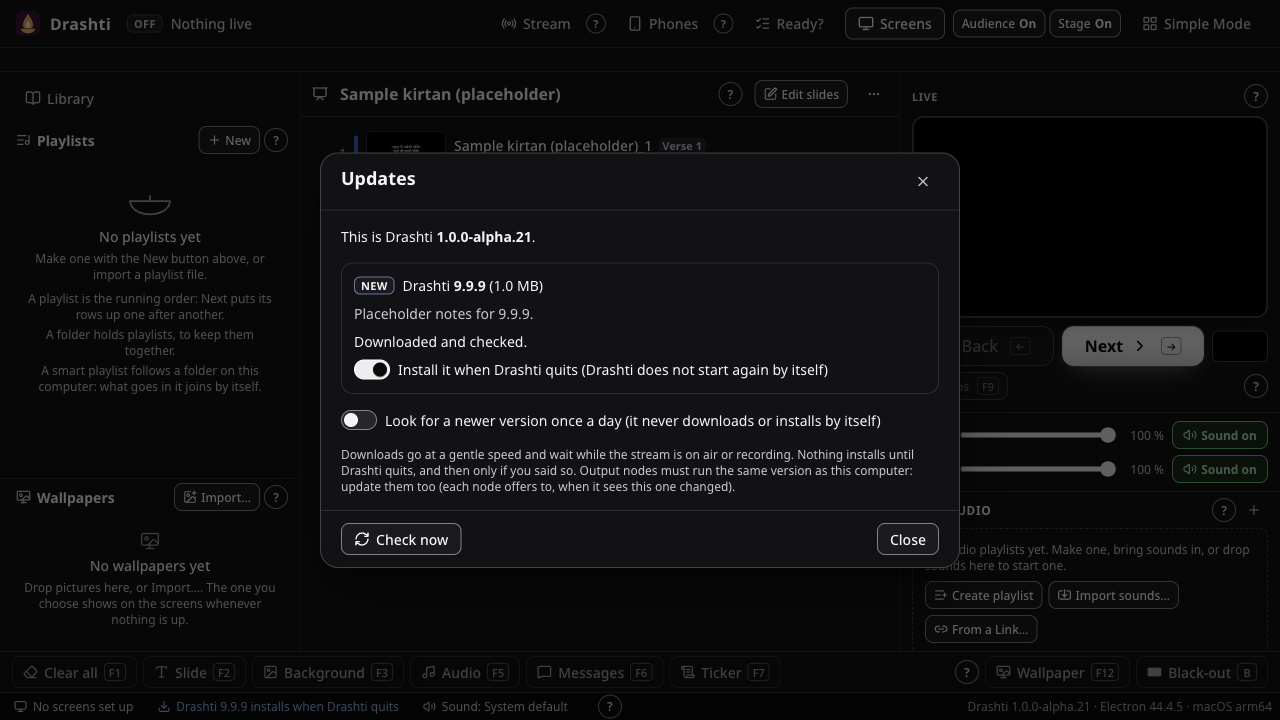 Drashti
OFF
Nothing live
Stream
?
Phones
?
Ready?
Screens
Audience On
Stage On
Simple Mode
Library
Playlists
New
?
No playlists yet
Make one with the New button above, or
import a playlist file.
A playlist is the running order: Next puts its
rows up one after another.
A folder holds playlists, to keep them
together.
A smart playlist follows a folder on this
computer: what goes in it joins by itself.
Wallpapers
Import...
?
No wallpapers yet
Drop pictures here, or Import.... The one you
choose shows on the screens whenever
nothing is up.
Sample kirtan (placeholder)
?
Edit slides
Sample kirtan (placeholder) 1
Verse 1
Updates
This is Drashti 1.0.0-alpha.21.
NEW
Drashti 9.9.9 (1.0 MB)
Placeholder notes for 9.9.9.
Downloaded and checked.
Install it when Drashti quits (Drashti does not start again by itself)
Look for a newer version once a day (it never downloads or installs by itself)
Downloads go at a gentle speed and wait while the stream is on air or recording. Nothing installs until
Drashti quits, and then only if you said so. Output nodes must run the same version as this computer:
update them too (each node offers to, when it sees this one changed).
Check now
Close
LIVE
?
Back
Next
F9
?
100 %
Sound on
100 %
Sound on
?
playlists yet. Make one, bring sounds in, or drop
here to start one.
Create playlist
Import sounds...
From a Link...
Clear all F1
Slide F2
Background F3
Audio F5
Messages F6
Ticker F7
?
Wallpaper F12
Black-out B
No screens set up
Drashti 9.9.9 installs when Drashti quits
Sound: System default
?
Drashti 1.0.0-alpha.21 · Electron 44.4.5 · macOS arm64